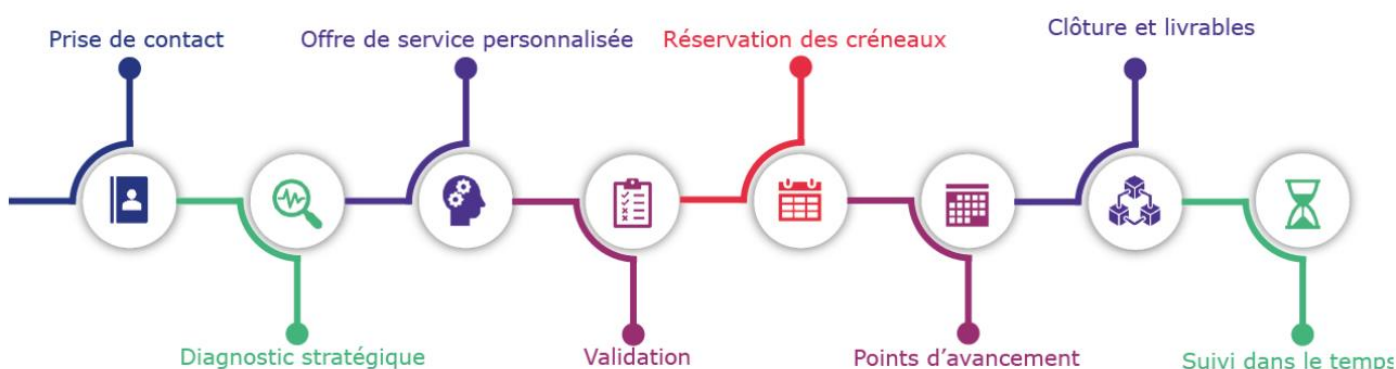 Prise de contact
Offre de service personnalisée
Réservation des créneaux
Clôture et livrables
Diagnostic stratégique
Validation
Points d’avancement
Suivi dans le temps